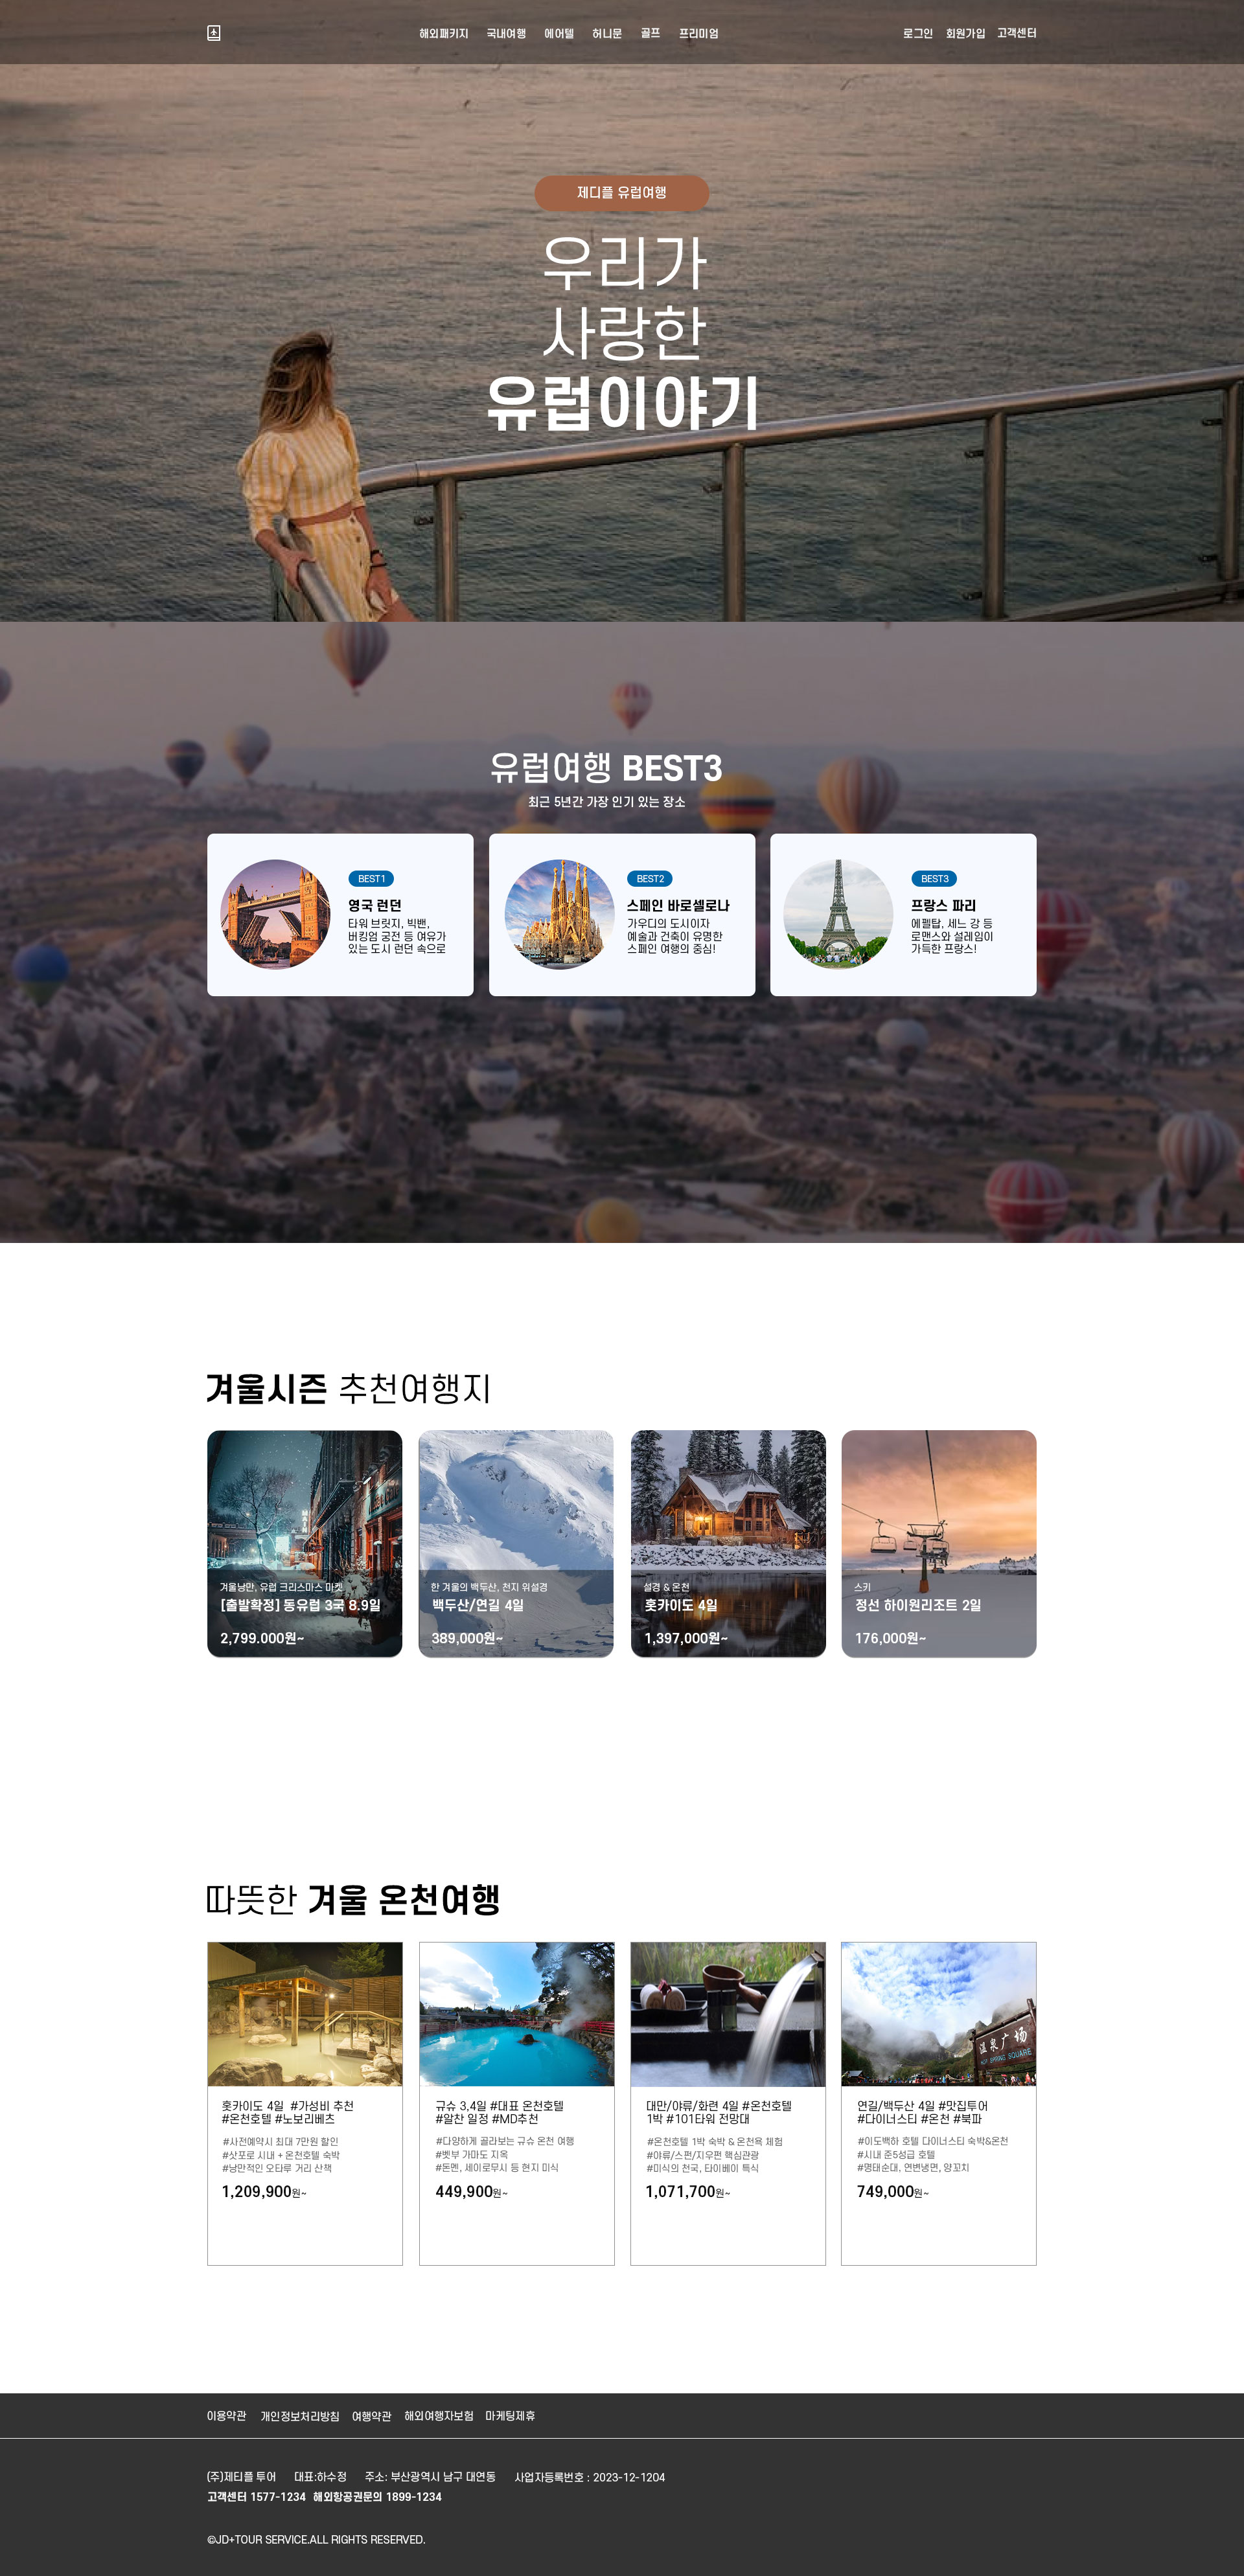 해외패키지 국내여행 에어텔 허니문 골프 프리미엄 로그인 회원가입 고객센터
제디플 유럽여행
우리가
사랑한
유럽이야기
유럽여행 BEST3
최근 5년간 가장 인기 있는 장소
BEST1
영국 런던
타워 브릿지, 빅밴,
버킹엄 궁전 등 여유가
있는 도시 런던 속으로
BEST2
스페인 바로셀로나
가우디의 도시이자
예술과 건축이 유명한
스페인 여행의 중심!
BEST3
프랑스 파리
에펠탑, 세느 강 등
로맨스와 설레임이
가득한 프랑스!
겨울시즌 추천여행지
MAIN
겨울낭만, 유럽 크리스마스 마켓
[출발확정] 동유럽 3국 8.9일
2,799.000원~
한 겨울의 백두산, 천지 위설경
백두산/연길 4일
389,000원~
설경 & 온천
홋카이도 4일
1,397,000원~
스키
정선 하이원리조트 2일
176,000원~
따뜻한 겨울 온천여행
홋카이도 4일 #가성비 추천
#온천호텔 #노보리베츠
#사전예약시 최대 7만원 할인
#삿포로 시내 + 온천호텔 숙박
#낭만적인 오타루 거리 산책
1,209,900원~
규슈 3,4일 #대표 온천호텔
#알찬 일정 #MD추천
#다양하게 골라보는 규슈 온천 여행
#벳부 가마도 지옥
#돈멘, 세이로무시 등 현지 미식
449,900원~
대만/야류/화련 4일 #온천호텔
1박 #101타워 전망대
#온천호텔 1박 숙박 & 온천욕 체험
#야류/스펀/지우펀 핵심관광
#미식의 천국, 타이베이 특식
1,071,700원~
温泉广场
HOT SPRING SQUARE
연길/백두산 4일 #맛집투어
#다이너스티 #온천 #북파
#이도백하 호텔 다이너스티 숙박&온천
#시내 준5성급 호텔
#명태순대, 연변냉면, 양꼬치
749,000원~
이용약관 개인정보처리방침 여행약관 해외여행자보험 마케팅제휴
(주)제티플 투어 대표:하수정 주소: 부산광역시 남구 대연동 사업자등록번호 : 2023-12-1204
고객센터 1577-1234 해외항공권문의 1899-1234
©JD+TOUR SERVICE.ALL RIGHTS RESERVED.